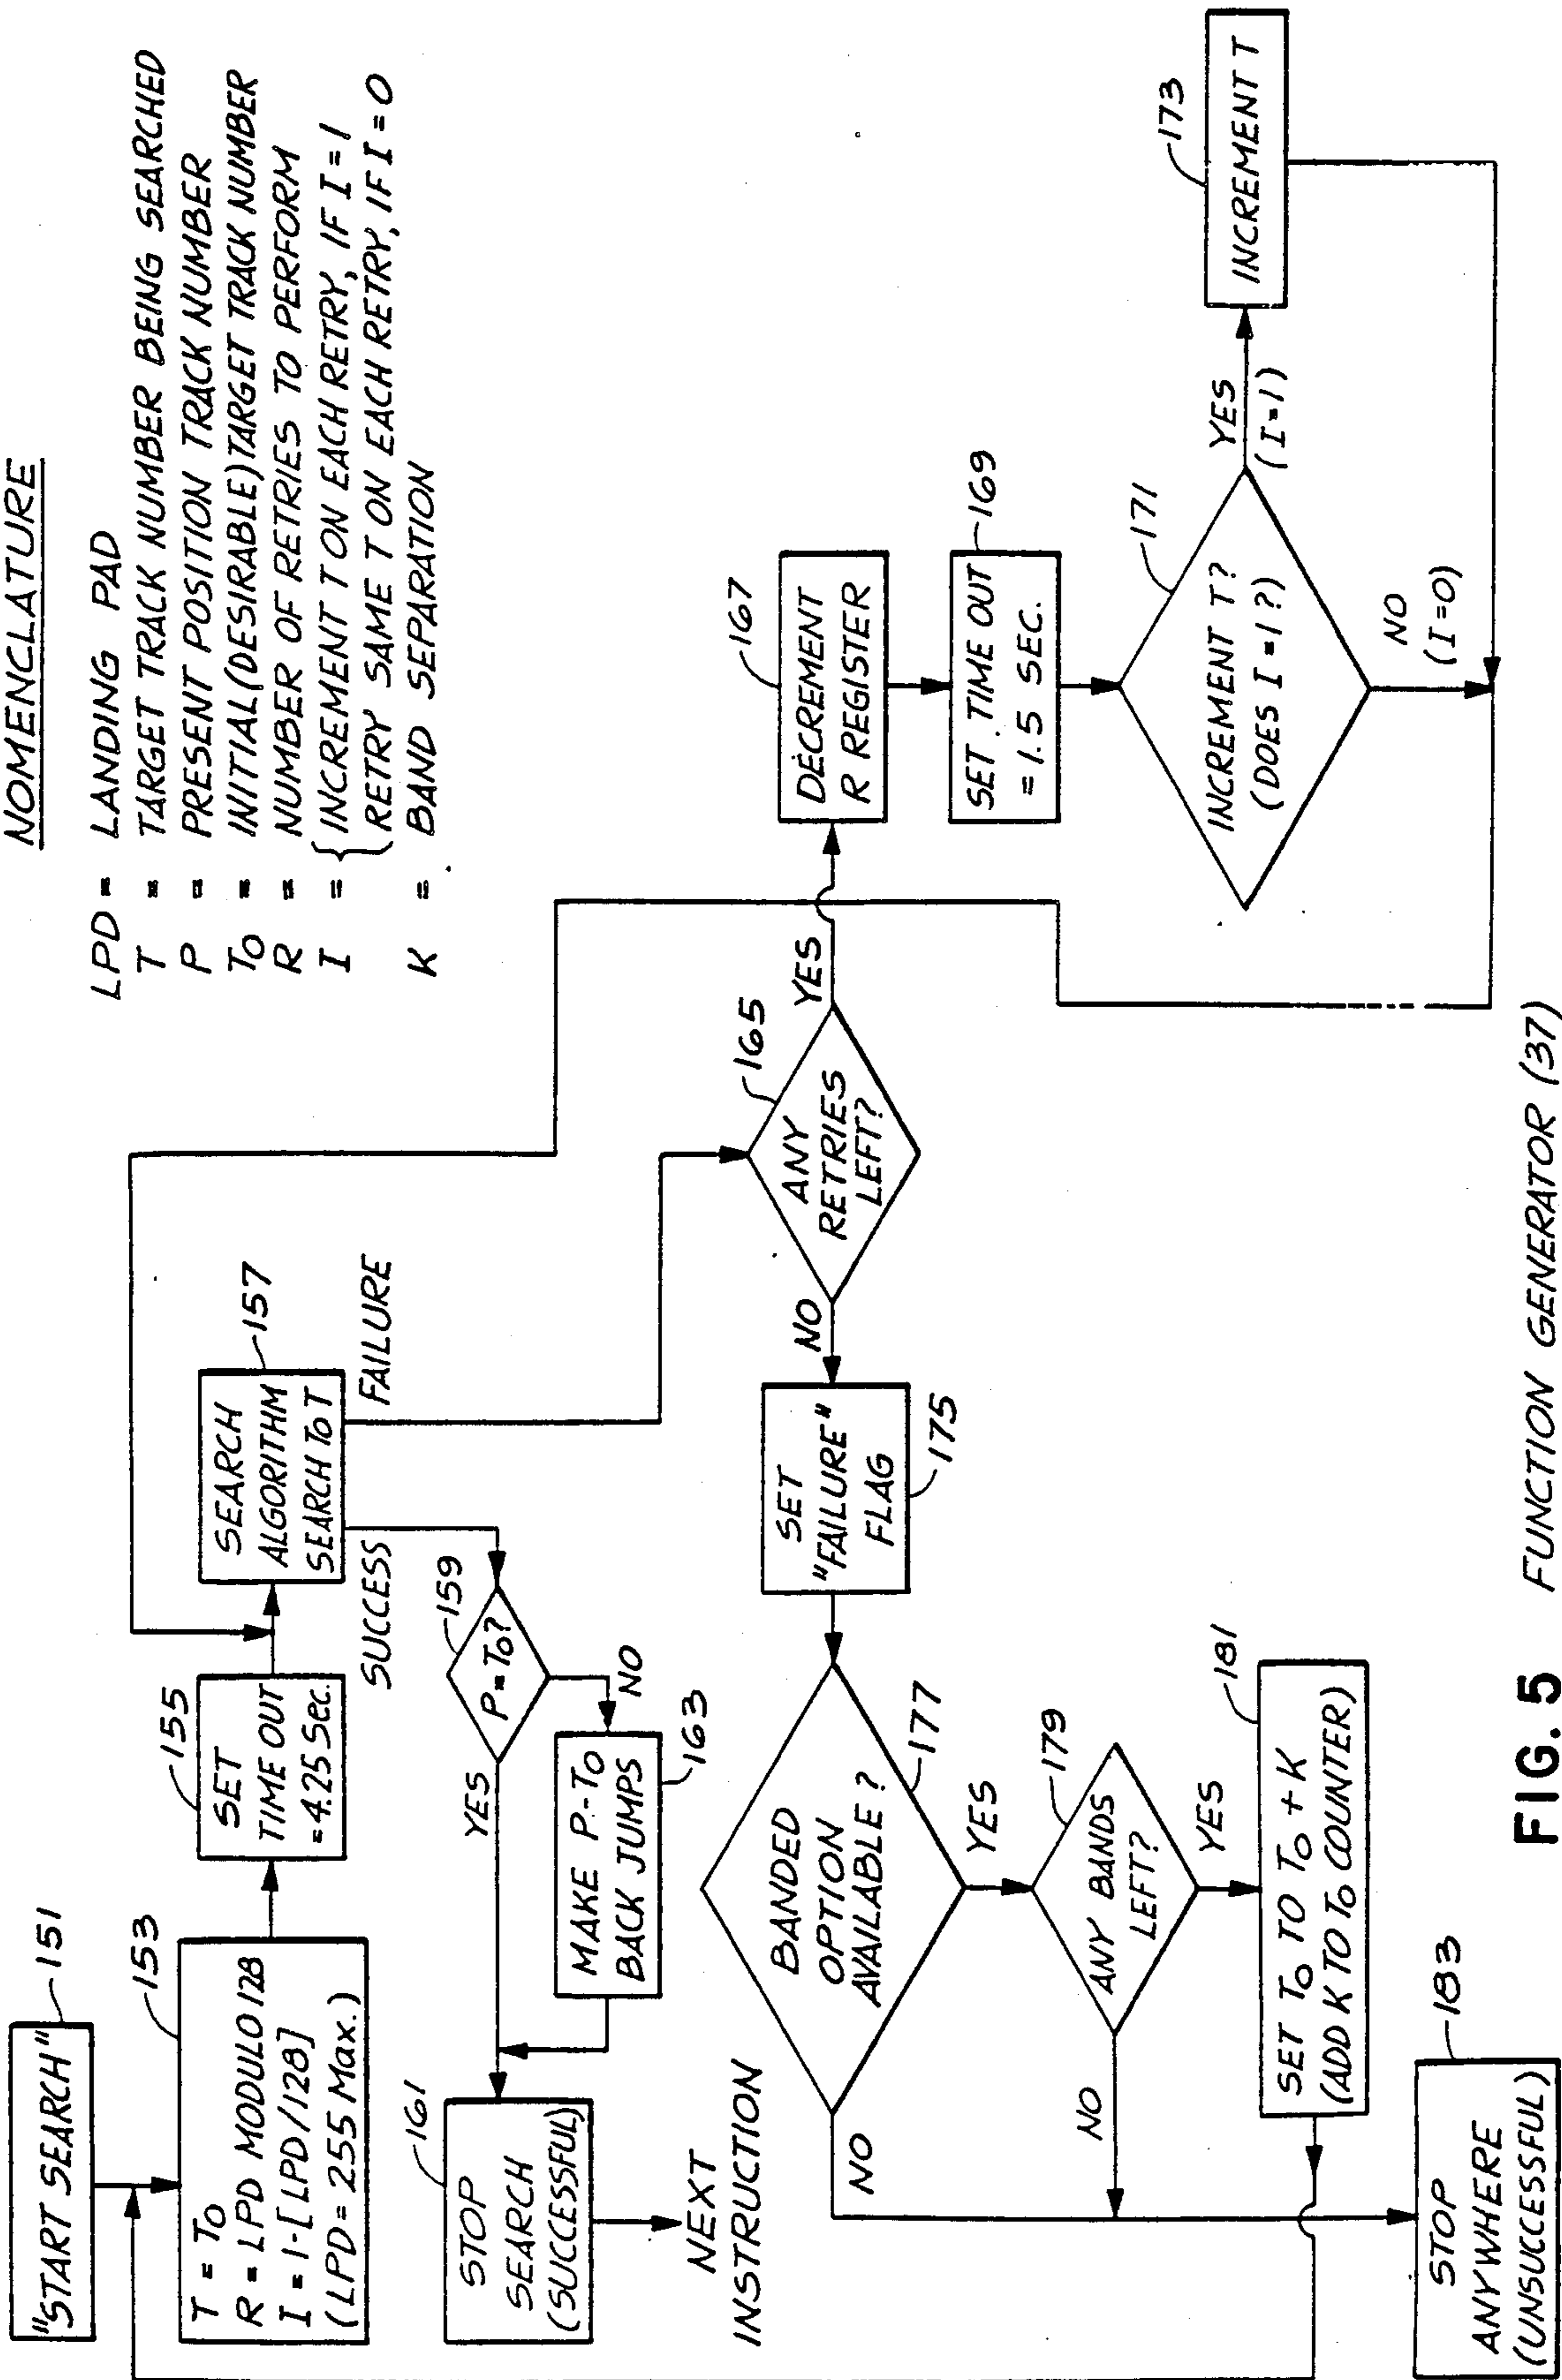 NOMENCLATURE
LPD = LANDING PAD
T = TARGET TRACK NUMBER BEING SEARCHED
P = PRESENT POSITION TRACK NUMBER
To = INITIAL (DESIRABLE) TARGET TRACK NUMBER
R = NUMBER OF RETRIES TO PERFORM
I = { INCREMENT T ON EACH RETRY, IF I = 1
RETRY SAME T ON EACH RETRY, IF I = 0
K = BAND SEPARATION
"START SEARCH"
151
153
T = To
R = LPD MODULO 128
I = 1-[LPD/128]
(LPD = 255 Max.)
155
SET
TIME OUT
= 4.25 Sec.
157
SEARCH
ALGORITHM
SEARCH TO T
SUCCESS
FAILURE
159
P = To?
YES
NO
161
STOP
SEARCH
(SUCCESSFUL)
NEXT
INSTRUCTION
163
MAKE P-To
BACK JUMPS
165
ANY
RETRIES
LEFT?
YES
NO
167
DECREMENT
R REGISTER
169
SET TIME OUT
= 1.5 SEC.
171
INCREMENT T?
(DOES I = 1?)
YES
(I = 1)
NO
(I = 0)
173
INCREMENT T
SET
"FAILURE"
FLAG
175
BANDED
OPTION
AVAILABLE?
177
YES
NO
179
ANY BANDS
LEFT?
YES
NO
181
SET To TO To + K
(ADD K TO To COUNTER)
183
STOP
ANYWHERE
(UNSUCCESSFUL)
FIG. 5 FUNCTION GENERATOR (37)